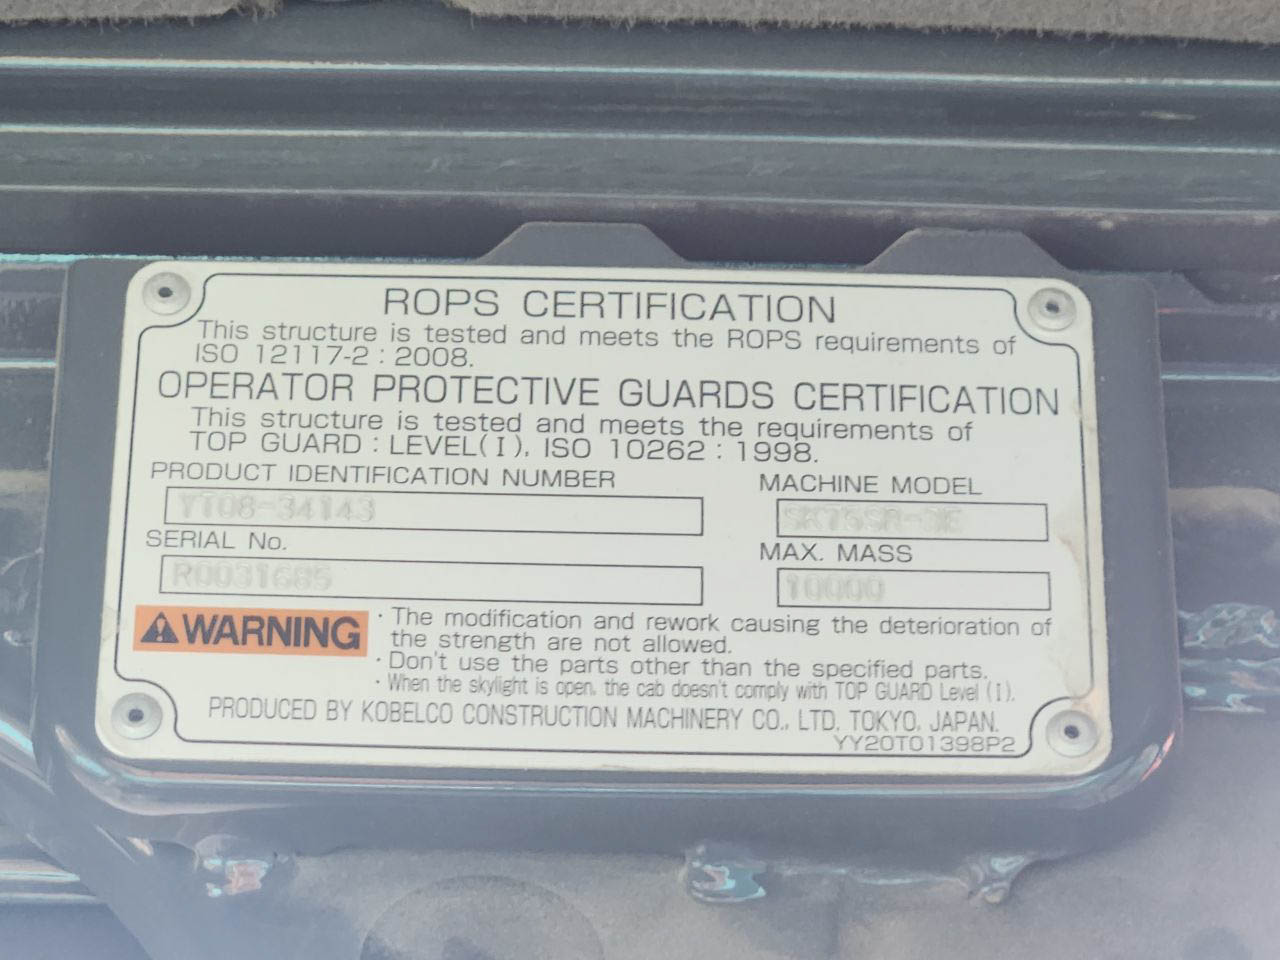 ROPS CERTIFICATION
This structure is tested and meets the ROPS requirements of
ISO 12117-2 : 2008.
OPERATOR PROTECTIVE GUARDS CERTIFICATION
This structure is tested and meets the requirements of
TOP GUARD : LEVEL(I), ISO 10262 : 1998.
PRODUCT IDENTIFICATION NUMBER
YT08-34143
MACHINE MODEL
SK75SR-3E
SERIAL No.
R0031685
MAX. MASS
10000
WARNING
· The modification and rework causing the deterioration of
the strength are not allowed.
· Don't use the parts other than the specified parts.
· When the skylight is open, the cab doesn't comply with TOP GUARD Level (I).
PRODUCED BY KOBELCO CONSTRUCTION MACHINERY CO., LTD. TOKYO, JAPAN.
YY20T01398P2